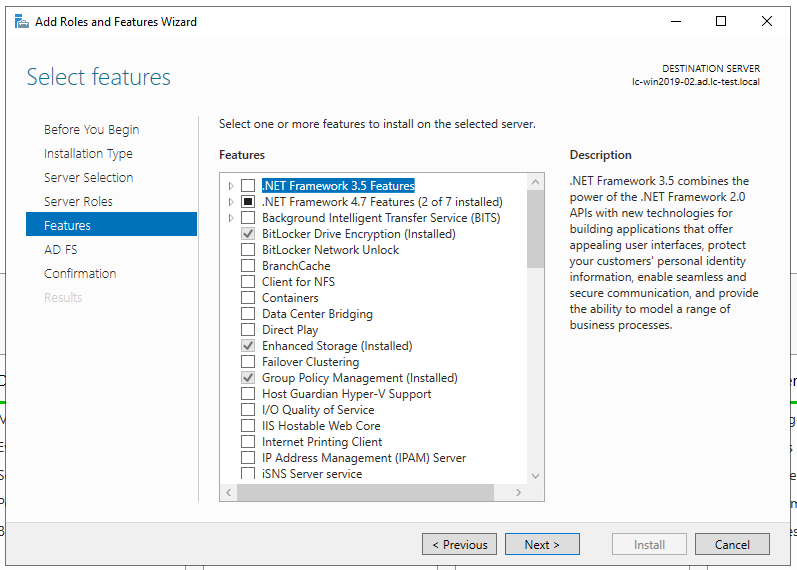 Add Roles and Features Wizard
Select features
DESTINATION SERVER
lc-win2019-02.ad.lc-test.local
Before You Begin
Installation Type
Server Selection
Server Roles
Features
AD FS
Confirmation
Results
Select one or more features to install on the selected server.
Features
.NET Framework 3.5 Features
.NET Framework 4.7 Features (2 of 7 installed)
Background Intelligent Transfer Service (BITS)
BitLocker Drive Encryption (Installed)
BitLocker Network Unlock
BranchCache
Client for NFS
Containers
Data Center Bridging
Direct Play
Enhanced Storage (Installed)
Failover Clustering
Group Policy Management (Installed)
Host Guardian Hyper-V Support
I/O Quality of Service
IIS Hostable Web Core
Internet Printing Client
IP Address Management (IPAM) Server
iSNS Server service
Description
.NET Framework 3.5 combines the
power of the .NET Framework 2.0
APIs with new technologies for
building applications that offer
appealing user interfaces, protect
your customers' personal identity
information, enable seamless and
secure communication, and provide
the ability to model a range of
business processes.
< Previous
Next >
Install
Cancel